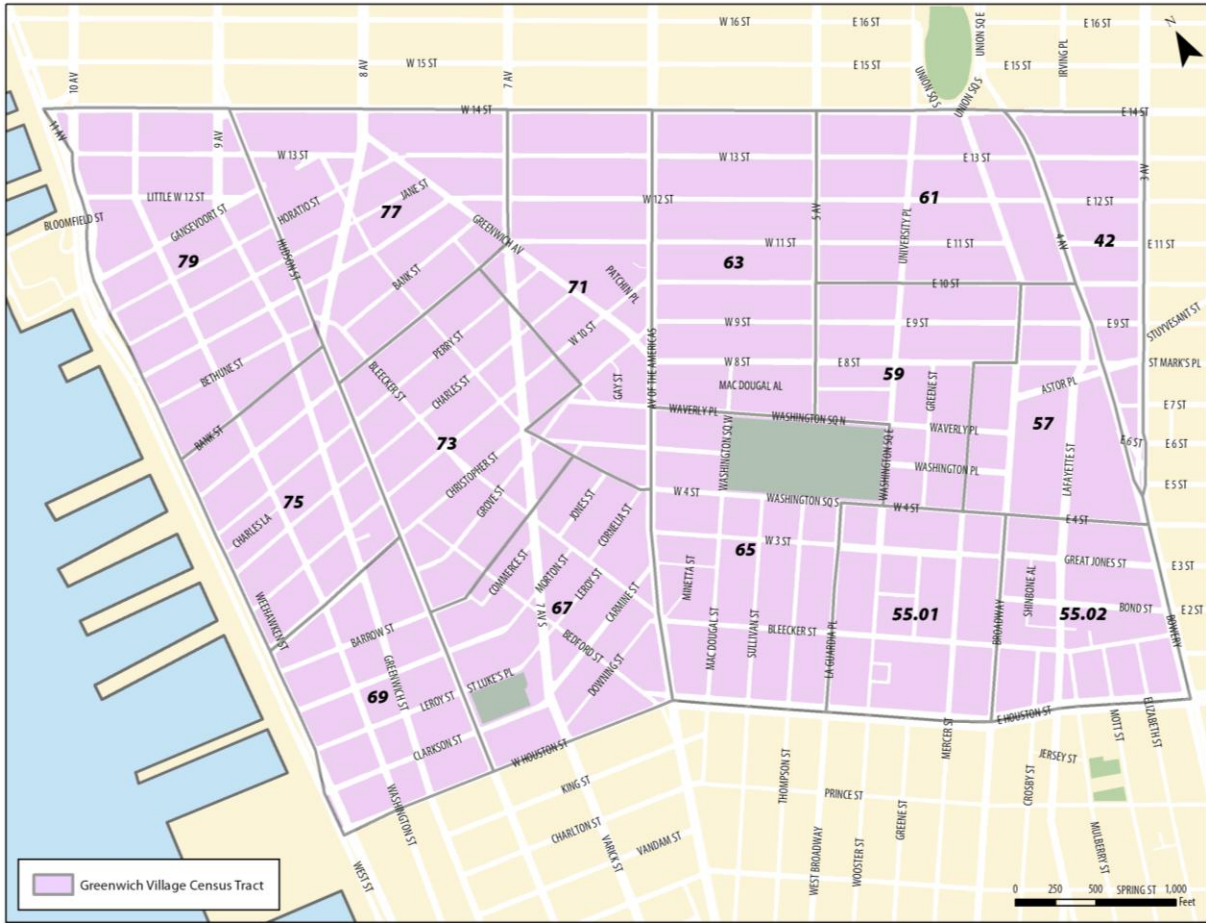 W 16 ST
E 16 ST
UNION SQ E
E 16 ST
N
10 AV
W 15 ST
8 AV
7 AV
E 15 ST
UNION SQ S
E 15 ST
IRVING PL
UNION SQ S
11 AV
9 AV
W 14 ST
E 14 ST
W 13 ST
W 13 ST
E 13 ST
3 AV
LITTLE W 12 ST
JANE ST
77
W 12 ST
61
E 12 ST
BLOOMFIELD ST
GANSEVOORT ST
HORATIO ST
GREENWICH AV
5 AV
UNIVERSITY PL
4 AV
42
79
HUDSON ST
BANK ST
W 11 ST
E 11 ST
E 11 ST
63
71
PATCHIN PL
E 10 ST
PERRY ST
W 10 ST
W 9 ST
E 9 ST
E 9 ST
STUYVESANT ST
BETHUNE ST
BLEECKER ST
CHARLES ST
GAY ST
AV OF THE AMERICAS
W 8 ST
E 8 ST
59
GREENE ST
ST MARK'S PL
MAC DOUGAL AL
ASTOR PL
BANK ST
73
WAVERLY PL
WASHINGTON SQ N
WAVERLY PL
57
E 7 ST
WASHINGTON SQ W
WASHINGTON SQ E
WASHINGTON PL
LAFAYETTE ST
E 6 ST
E 6 ST
CHRISTOPHER ST
GROVE ST
JONES ST
CORNELIA ST
W 4 ST
WASHINGTON SQ S
W 4 ST
E 4 ST
E 5 ST
75
CHARLES LA
65
W 3 ST
GREAT JONES ST
E 3 ST
COMMERCE ST
MORTON ST
LEROY ST
MINETTA ST
SHINBONE AL
WEEHAWKEN ST
7 AV S
67
CARMINE ST
MAC DOUGAL ST
SULLIVAN ST
BLEECKER ST
LA GUARDIA PL
55.01
BROADWAY
55.02
BOND ST
E 2 ST
BOWERY
BARROW ST
BEDFORD ST
DOWNING ST
GREENWICH ST
ST LUKE'S PL
69
LEROY ST
CLARKSON ST
W HOUSTON ST
MERCER ST
E HOUSTON ST
MOTT ST
ELIZABETH ST
KING ST
THOMPSON ST
JERSEY ST
WASHINGTON ST
PRINCE ST
CROSBY ST
CHARLTON ST
VARICK ST
VANDAM ST
WEST BROADWAY
WOOSTER ST
GREENE ST
MULBERRY ST
WEST ST
Greenwich Village Census Tract
0 250 500 SPRING ST 1,000
Feet